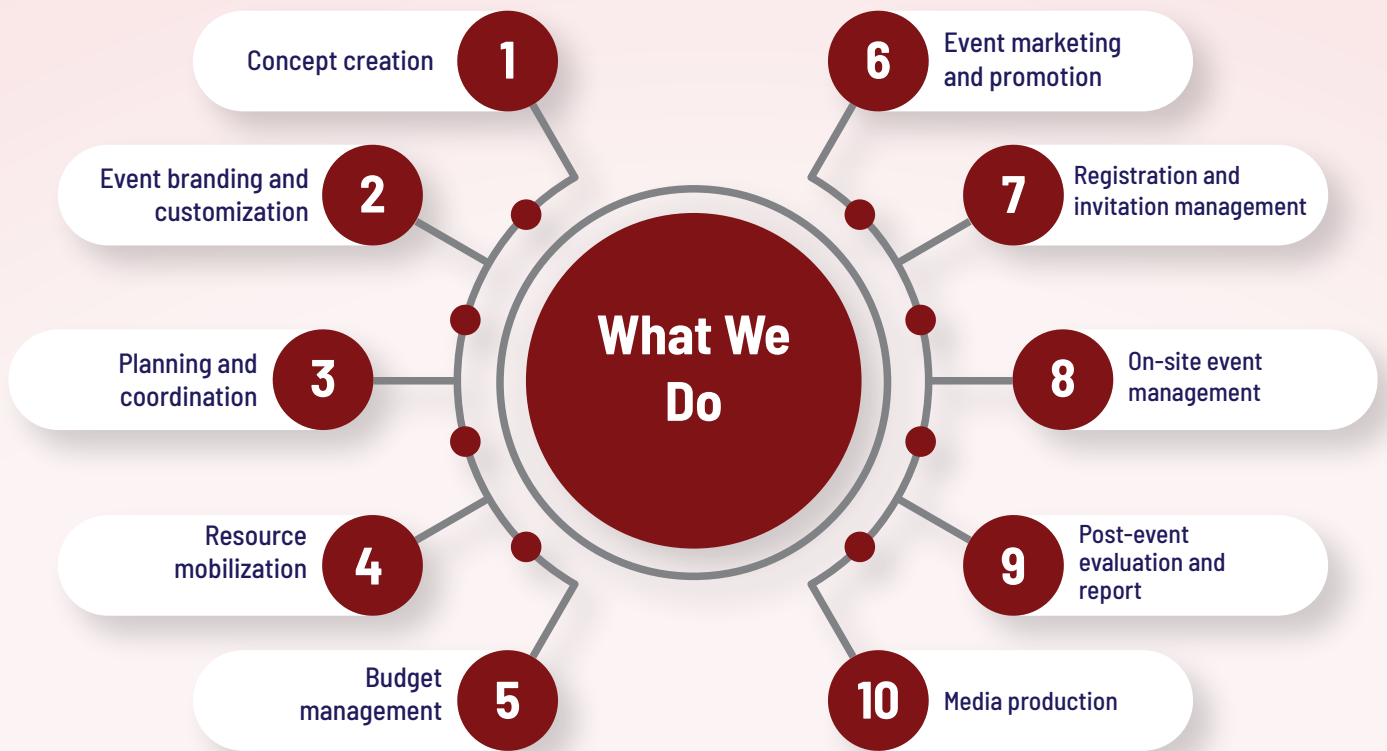 What We
Do
1
Concept creation
2
Event branding and
customization
3
Planning and
coordination
4
Resource
mobilization
5
Budget
management
6
Event marketing
and promotion
7
Registration and
invitation management
8
On-site event
management
9
Post-event
evaluation and
report
10
Media production